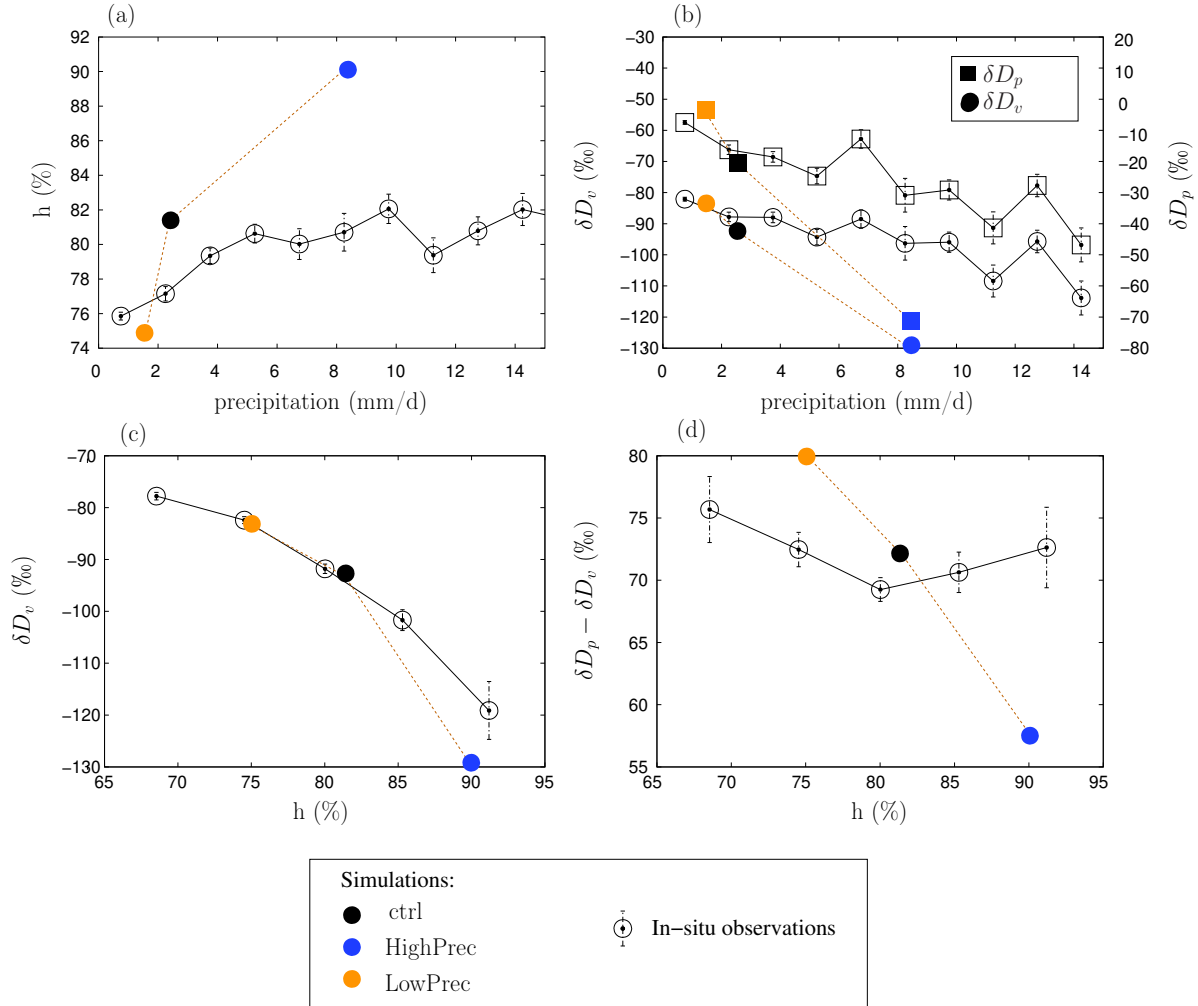 (a)
92
90
88
86
84
82
80
78
76
74
h (%)
0 2 4 6 8 10 12 14
precipitation (mm/d)
(b)
−30
−40
−50
−60
−70
−80
−90
−100
−110
−120
−130
δD_v (‰)
δD_p
δD_v
20
10
0
−10
−20
−30
−40
−50
−60
−70
−80
δD_p (‰)
0 2 4 6 8 10 12 14
precipitation (mm/d)
(c)
−70
−80
−90
−100
−110
−120
−130
δD_v (‰)
65 70 75 80 85 90 95
h (%)
(d)
80
75
70
65
60
55
δD_p − δD_v (‰)
65 70 75 80 85 90 95
h (%)
Simulations:
ctrl
HighPrec
LowPrec
In−situ observations